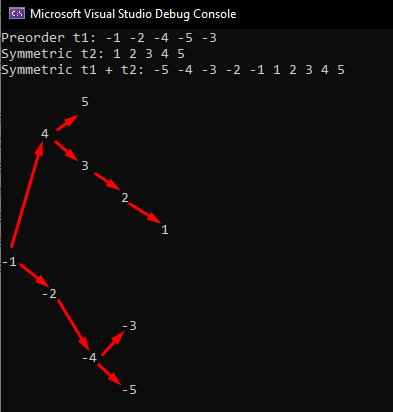 Microsoft Visual Studio Debug Console
Preorder t1: -1 -2 -4 -5 -3
Symmetric t2: 1 2 3 4 5
Symmetric t1 + t2: -5 -4 -3 -2 -1 1 2 3 4 5
5
4
3
2
1
-1
-2
-3
-4
-5